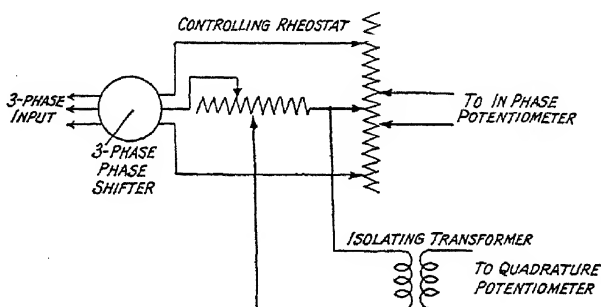 CONTROLLING RHEOSTAT
3-PHASE
INPUT
3-PHASE
PHASE
SHIFTER
TO IN PHASE
POTENTIOMETER
ISOLATING TRANSFORMER
TO QUADRATURE
POTENTIOMETER